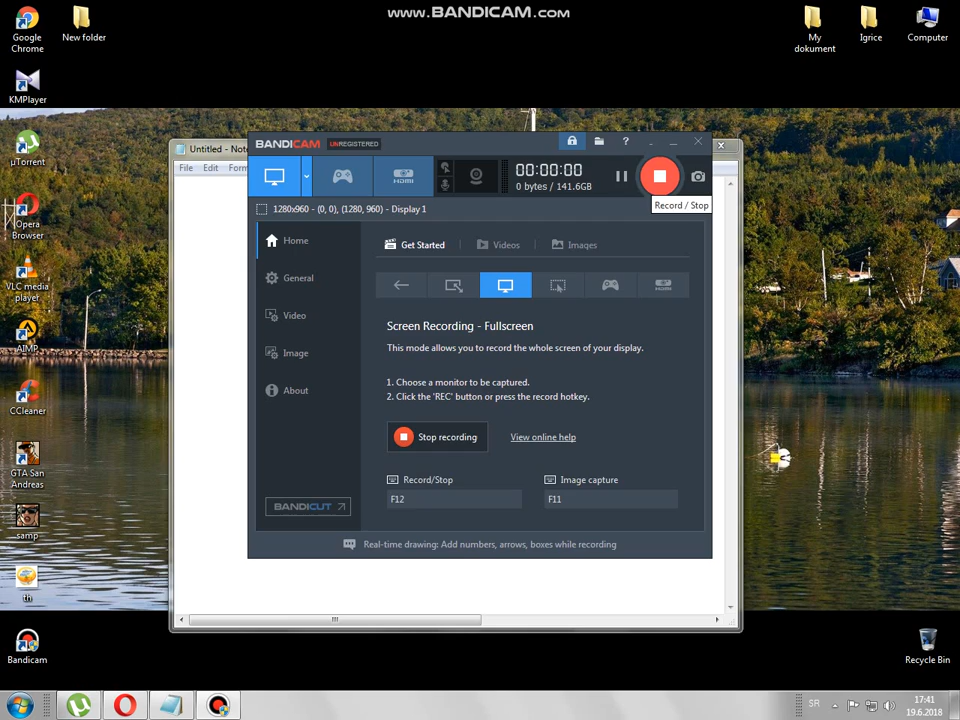 www.BANDICAM.com
Google
Chrome
New folder
My
dokument
Igrice
Computer
KMPlayer
µTorrent
Opera
Browser
VLC media
player
AIMP
CCleaner
GTA San
Andreas
samp
th
Bandicam
Recycle Bin
Untitled - Note
File Edit Form
BANDICAM UNREGISTERED
?
HDMI
00:00:00
0 bytes / 141.6GB
Record / Stop
1280x960 - (0, 0), (1280, 960) - Display 1
Home
General
Video
Image
About
BANDICUT
Get Started
Videos
Images
HDMI
Screen Recording - Fullscreen
This mode allows you to record the whole screen of your display.
1. Choose a monitor to be captured.
2. Click the 'REC' button or press the record hotkey.
Stop recording
View online help
Record/Stop
Image capture
F12
F11
Real-time drawing: Add numbers, arrows, boxes while recording
SR
17:41
19.6.2018